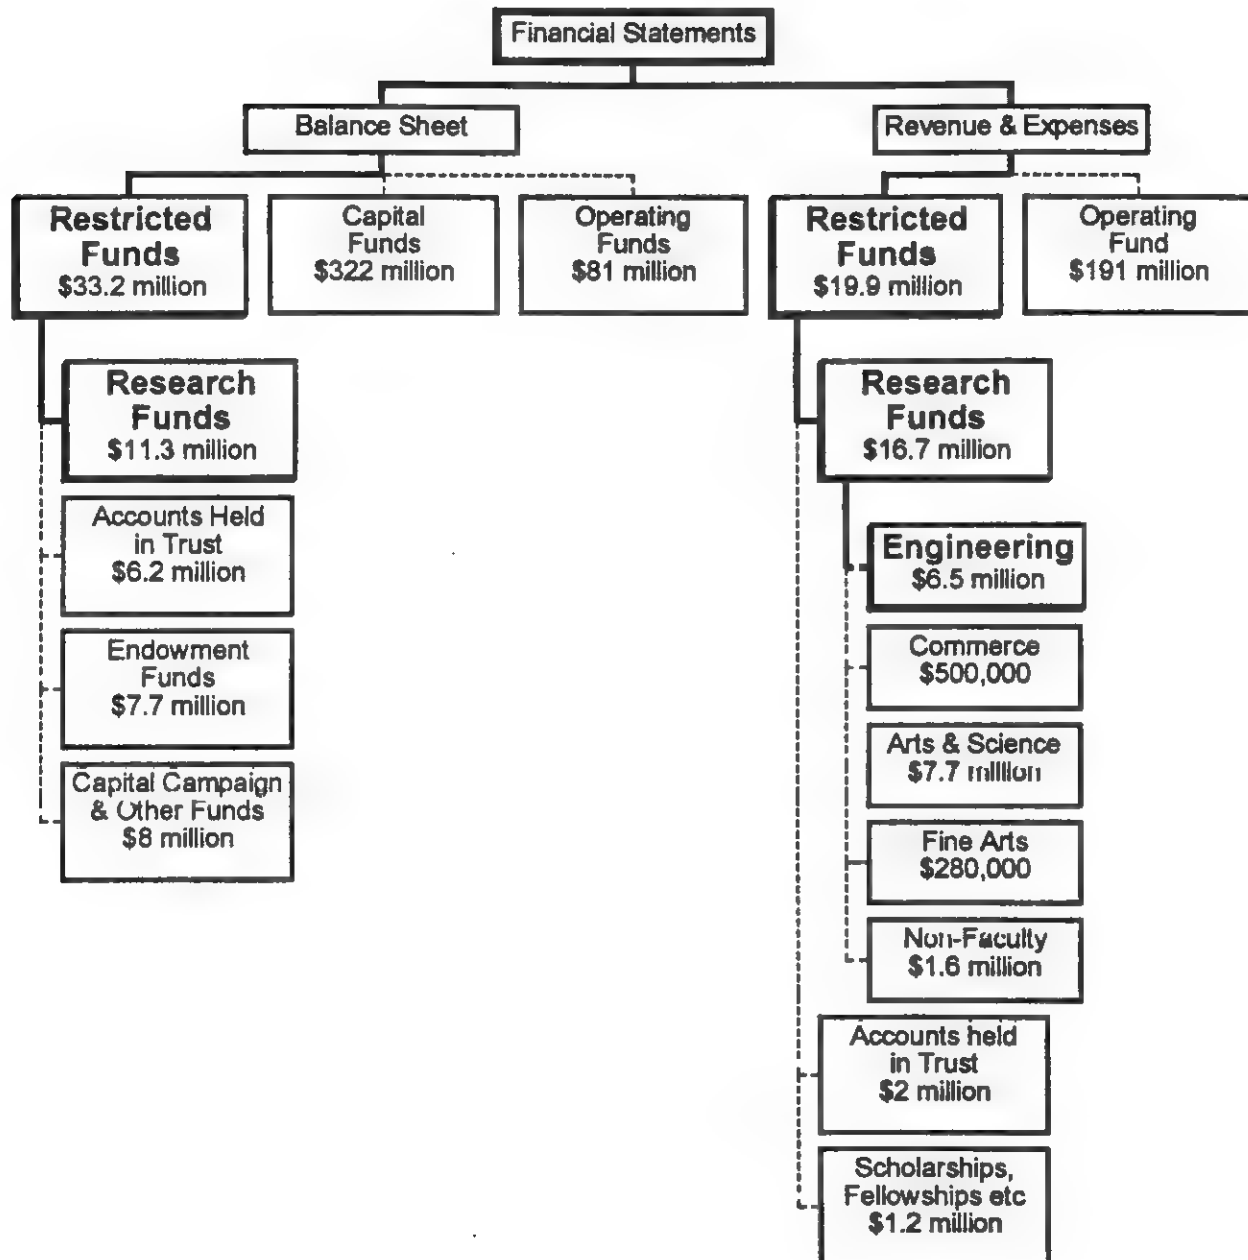 Financial Statements
Balance Sheet
Revenue & Expenses
Restricted
Funds
$33.2 million
Capital
Funds
$322 million
Operating
Funds
$81 million
Restricted
Funds
$19.9 million
Operating
Fund
$191 million
Research
Funds
$11.3 million
Accounts Held
in Trust
$6.2 million
Endowment
Funds
$7.7 million
Capital Campaign
& Other Funds
$8 million
Research
Funds
$16.7 million
Engineering
$6.5 million
Commerce
$500,000
Arts & Science
$7.7 million
Fine Arts
$280,000
Non-Faculty
$1.6 million
Accounts held
in Trust
$2 million
Scholarships,
Fellowships etc
$1.2 million